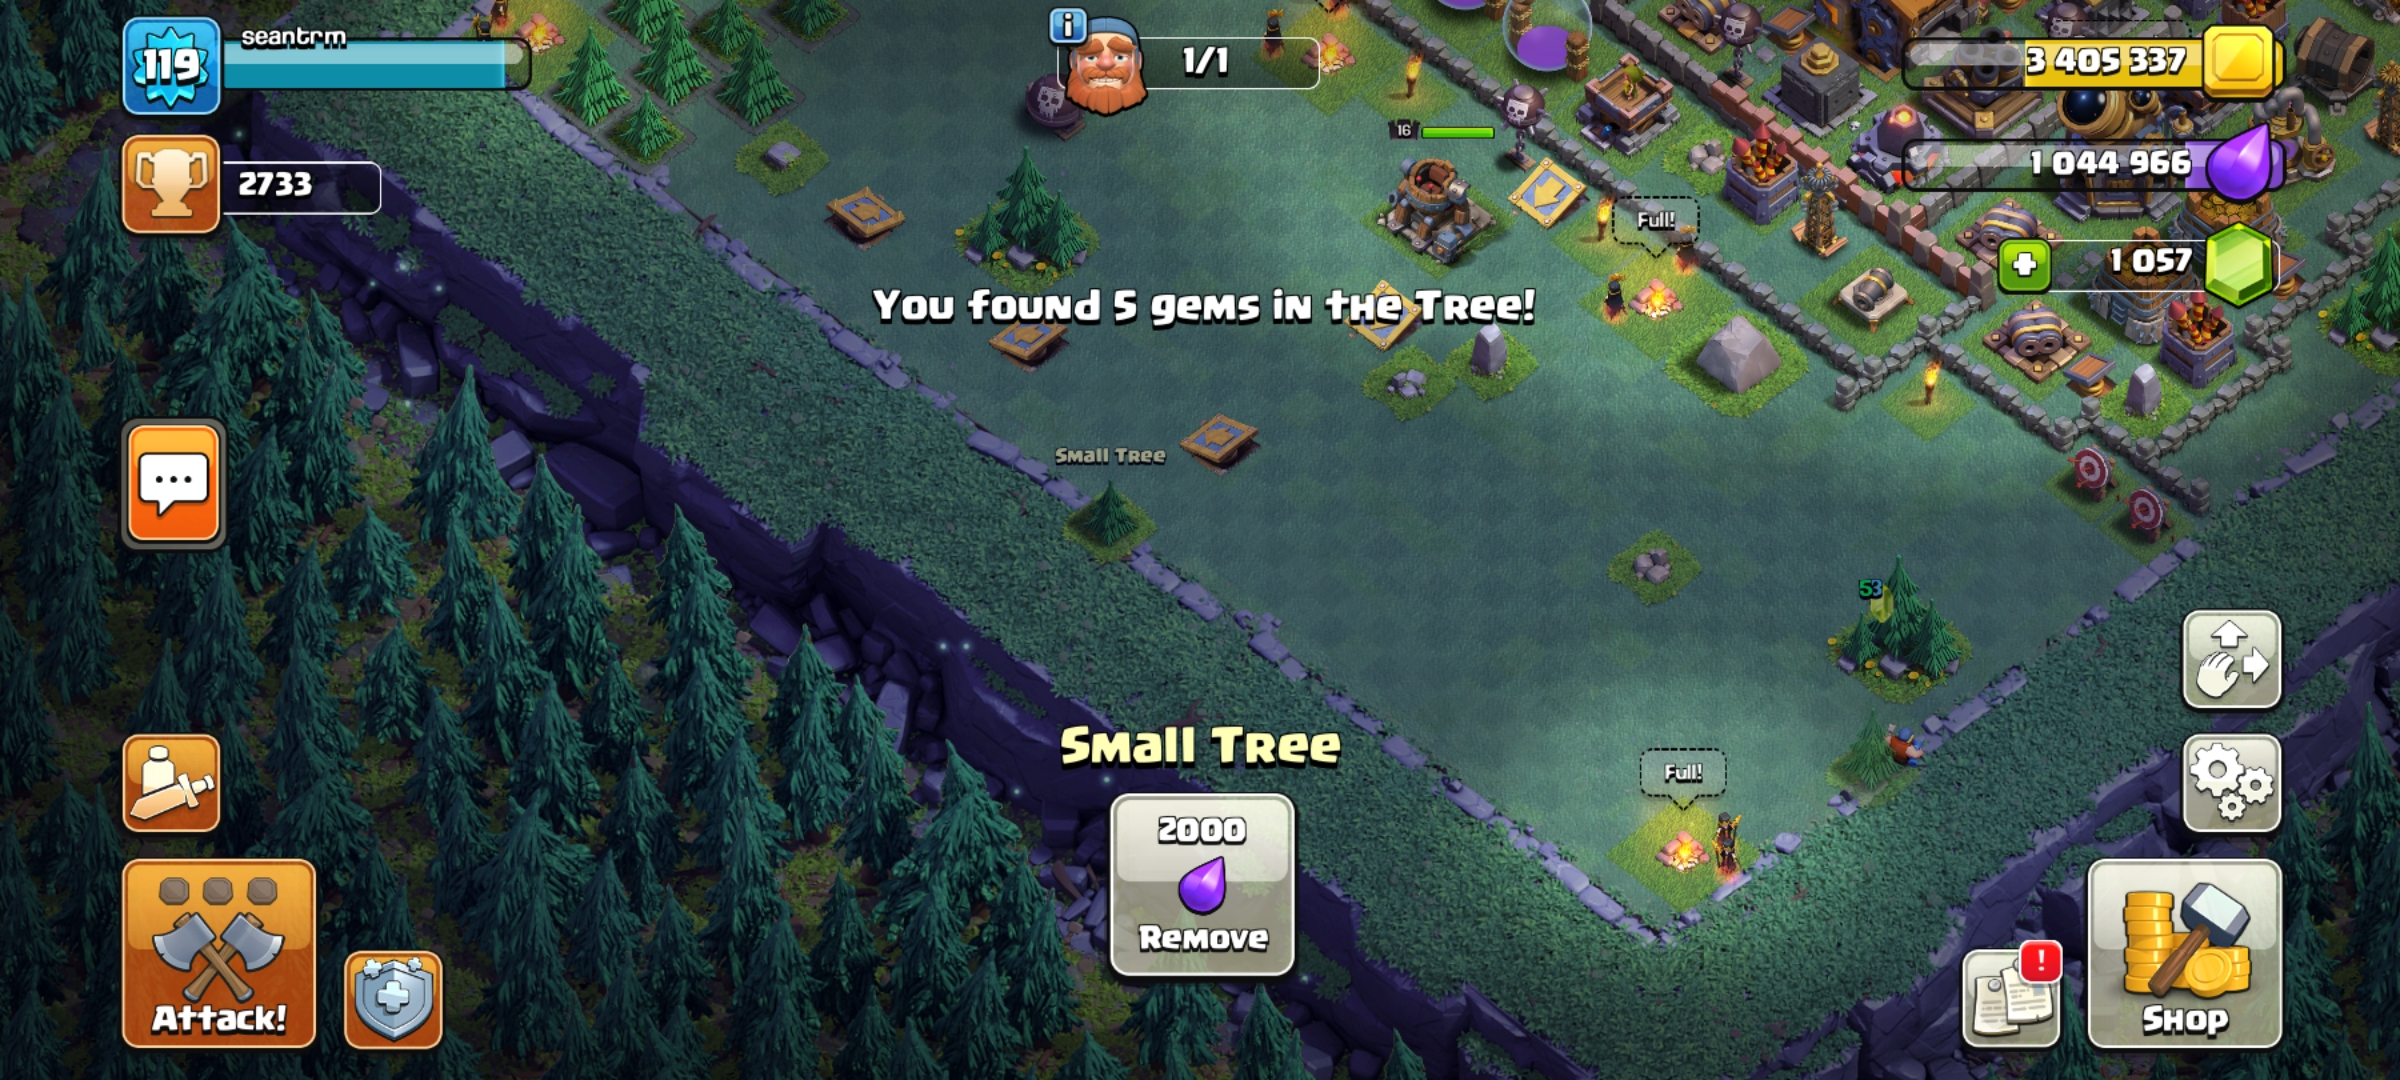 119
seantrm
i
1/1
3 405 337
2733
16
1 044 966
Full!
+
1 057
You found 5 gems in the Tree!
Small Tree
53
Small Tree
Full!
2000
Remove
Attack!
!
Shop